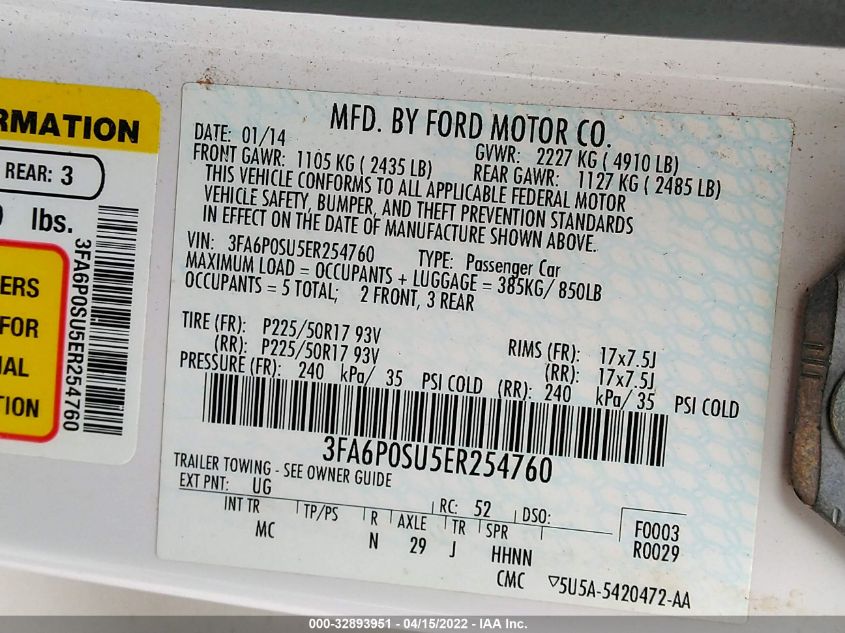 RMATION
REAR: 3
lbs.
3FA6P0SU5ER254760
ERS
FOR
AL
TION
MFD. BY FORD MOTOR CO.
DATE: 01/14
GVWR: 2227 KG ( 4910 LB)
FRONT GAWR: 1105 KG ( 2435 LB)
REAR GAWR: 1127 KG ( 2485 LB)
THIS VEHICLE CONFORMS TO ALL APPLICABLE FEDERAL MOTOR
VEHICLE SAFETY, BUMPER, AND THEFT PREVENTION STANDARDS
IN EFFECT ON THE DATE OF MANUFACTURE SHOWN ABOVE.
VIN: 3FA6P0SU5ER254760 TYPE: Passenger Car
MAXIMUM LOAD = OCCUPANTS + LUGGAGE = 385KG/ 850LB
OCCUPANTS = 5 TOTAL; 2 FRONT, 3 REAR
TIRE (FR): P225/50R17 93V RIMS (FR): 17x7.5J
(RR): P225/50R17 93V (RR): 17x7.5J
PRESSURE (FR): 240 kPa/ 35 PSI COLD (RR): 240 kPa/ 35 PSI COLD
3FA6P0SU5ER254760
TRAILER TOWING - SEE OWNER GUIDE
EXT PNT: UG RC: 52 DSO:
INT TR TP/PS R AXLE TR SPR
MC N 29 J HHNN
F0003
R0029
CMC ▽5U5A-5420472-AA
000-32893951 - 04/15/2022 - IAA Inc.